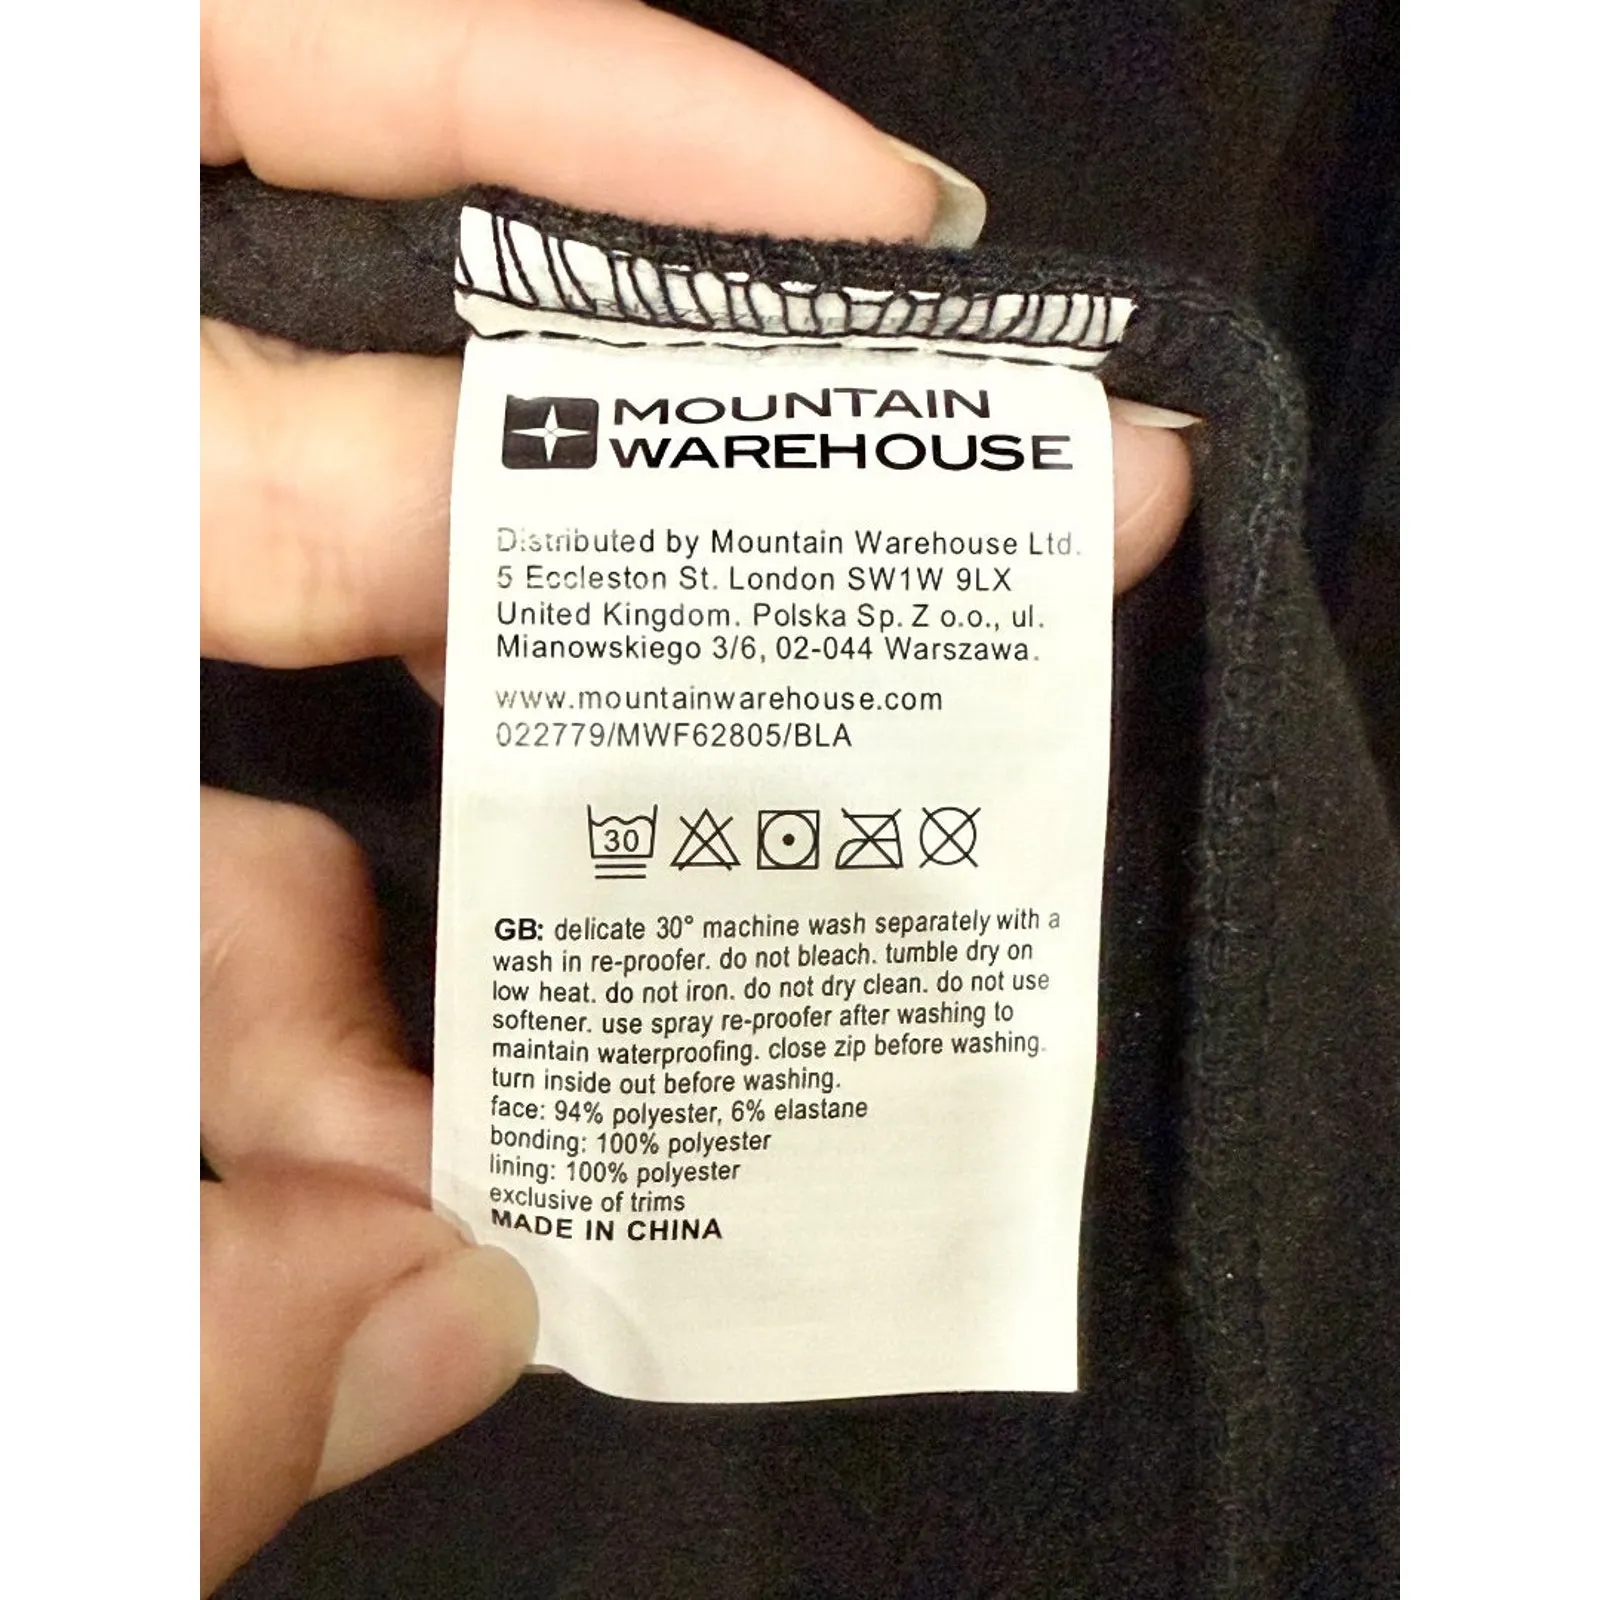 MOUNTAIN
WAREHOUSE
Distributed by Mountain Warehouse Ltd.
5 Eccleston St. London SW1W 9LX
United Kingdom. Polska Sp. Z o.o., ul.
Mianowskiego 3/6, 02-044 Warszawa.
www.mountainwarehouse.com
022779/MWF62805/BLA
30
GB: delicate 30° machine wash separately with a
wash in re-proofer. do not bleach. tumble dry on
low heat. do not iron. do not dry clean. do not use
softener. use spray re-proofer after washing to
maintain waterproofing. close zip before washing.
turn inside out before washing.
face: 94% polyester, 6% elastane
bonding: 100% polyester
lining: 100% polyester
exclusive of trims
MADE IN CHINA